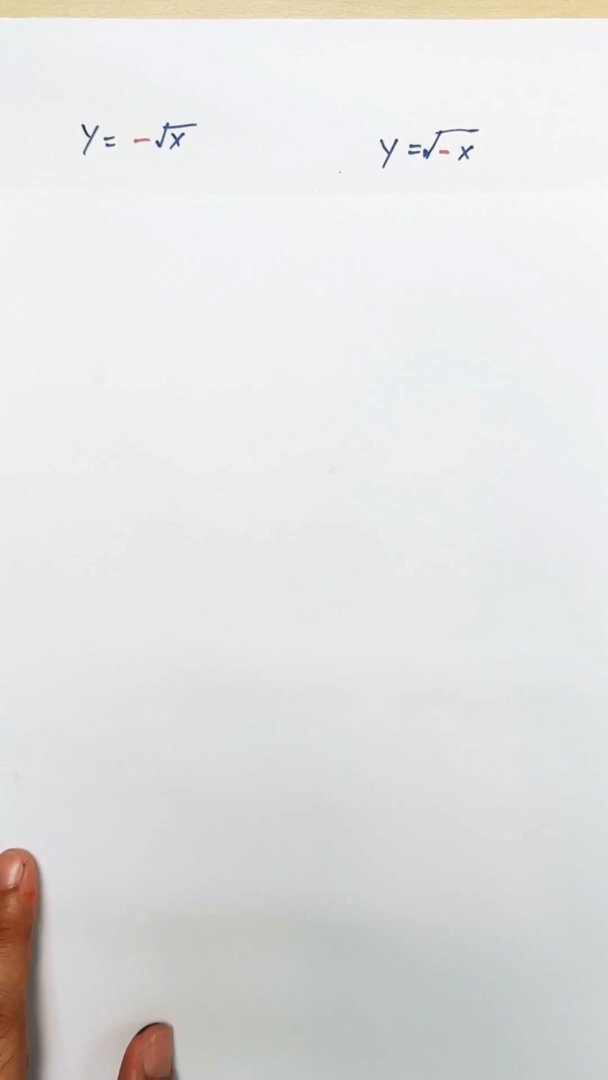 y = -√x
y = √-x